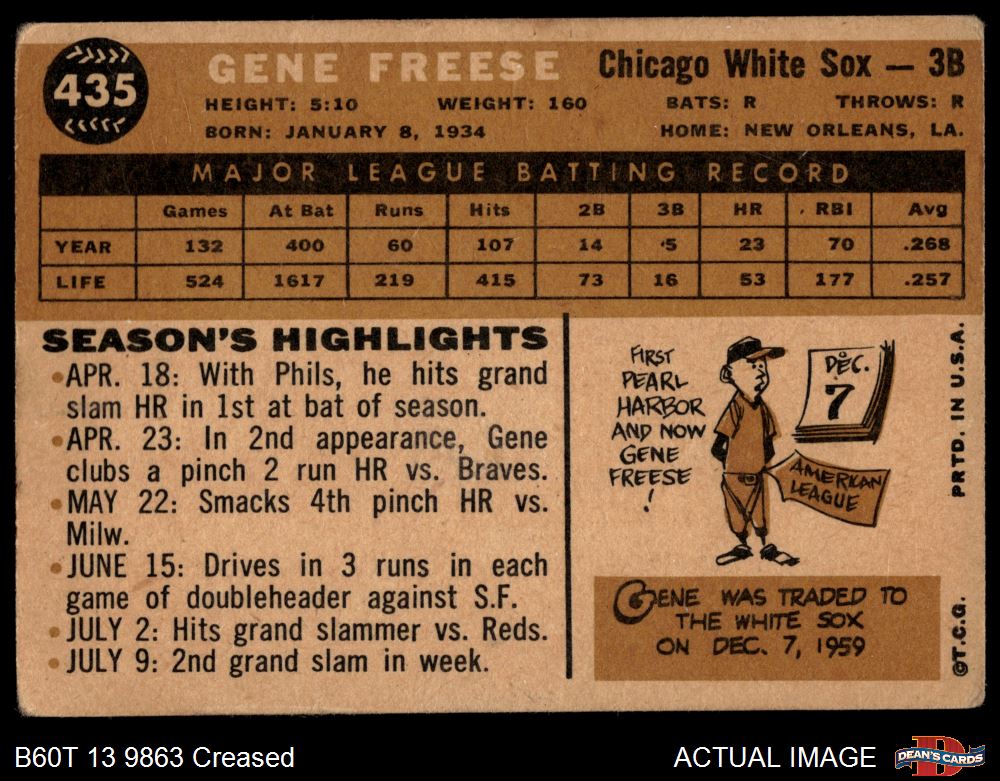 435
GENE FREESE
Chicago White Sox — 3B
HEIGHT: 5:10 WEIGHT: 160 BATS: R THROWS: R
BORN: JANUARY 8, 1934 HOME: NEW ORLEANS, LA.
MAJOR LEAGUE BATTING RECORD
Games At Bat Runs Hits 2B 3B HR RBI Avg
YEAR 132 400 60 107 14 5 23 70 .268
LIFE 524 1617 219 415 73 16 53 177 .257
SEASON'S HIGHLIGHTS
•APR. 18: With Phils, he hits grand
slam HR in 1st at bat of season.
•APR. 23: In 2nd appearance, Gene
clubs a pinch 2 run HR vs. Braves.
•MAY 22: Smacks 4th pinch HR vs.
Milw.
•JUNE 15: Drives in 3 runs in each
game of doubleheader against S.F.
•JULY 2: Hits grand slammer vs. Reds.
•JULY 9: 2nd grand slam in week.
FIRST
PEARL
HARBOR
AND NOW
GENE
FREESE
!
DEC.
7
AMERICAN
LEAGUE
GENE WAS TRADED TO
THE WHITE SOX
ON DEC. 7, 1959
PRTD. IN U.S.A.
©T.C.G.
B60T 13 9863 Creased
ACTUAL IMAGE
D
DEAN'S CARDS